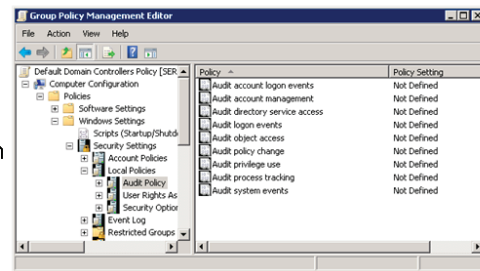 Group Policy Management Editor
File Action View Help
Default Domain Controllers Policy [SER
Computer Configuration
Policies
Software Settings
Windows Settings
Scripts (Startup/Shutd
Security Settings
Account Policies
Local Policies
Audit Policy
User Rights As
Security Option
Event Log
Restricted Groups
Policy Policy Setting
Audit account logon events Not Defined
Audit account management Not Defined
Audit directory service access Not Defined
Audit logon events Not Defined
Audit object access Not Defined
Audit policy change Not Defined
Audit privilege use Not Defined
Audit process tracking Not Defined
Audit system events Not Defined